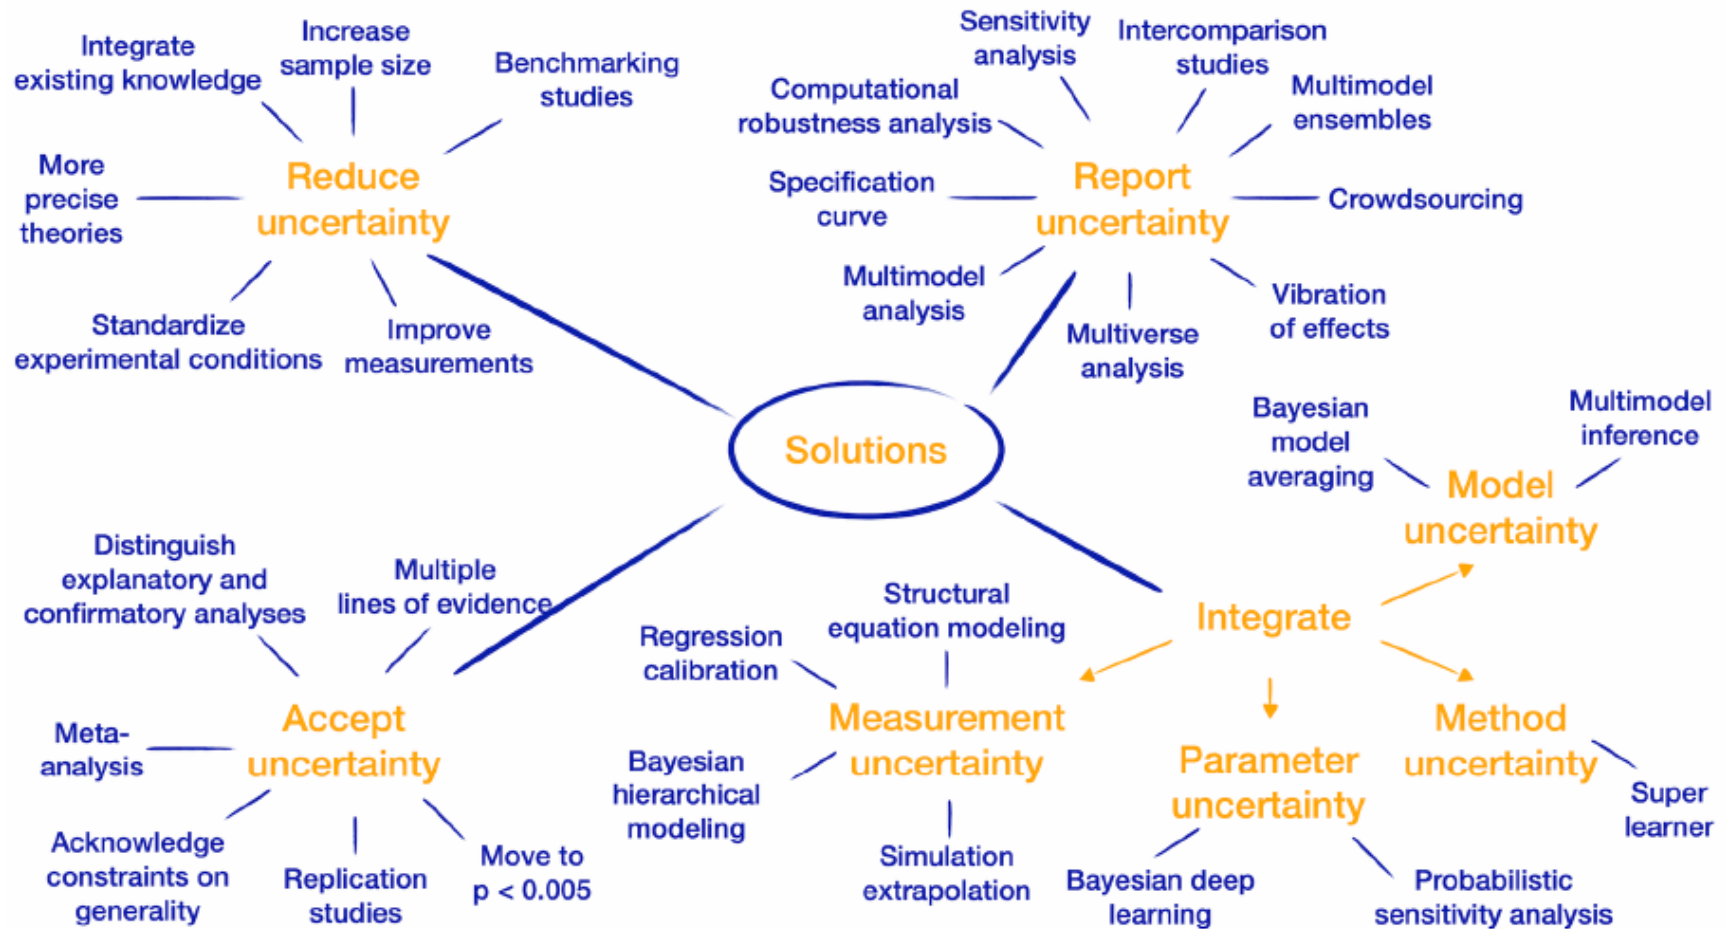 Integrate
existing knowledge
Increase
sample size
Benchmarking
studies
More
precise
theories
Reduce
uncertainty
Standardize
experimental conditions
Improve
measurements
Sensitivity
analysis
Intercomparison
studies
Computational
robustness analysis
Multimodel
ensembles
Specification
curve
Report
uncertainty
Crowdsourcing
Multimodel
analysis
Multiverse
analysis
Vibration
of effects
Solutions
Distinguish
explanatory and
confirmatory analyses
Multiple
lines of evidence
Meta-
analysis
Accept
uncertainty
Acknowledge
constraints on
generality
Replication
studies
Move to
p < 0.005
Integrate
Bayesian
model
averaging
Multimodel
inference
Model
uncertainty
Structural
equation modeling
Regression
calibration
Measurement
uncertainty
Bayesian
hierarchical
modeling
Simulation
extrapolation
Parameter
uncertainty
Bayesian deep
learning
Probabilistic
sensitivity analysis
Method
uncertainty
Super
learner